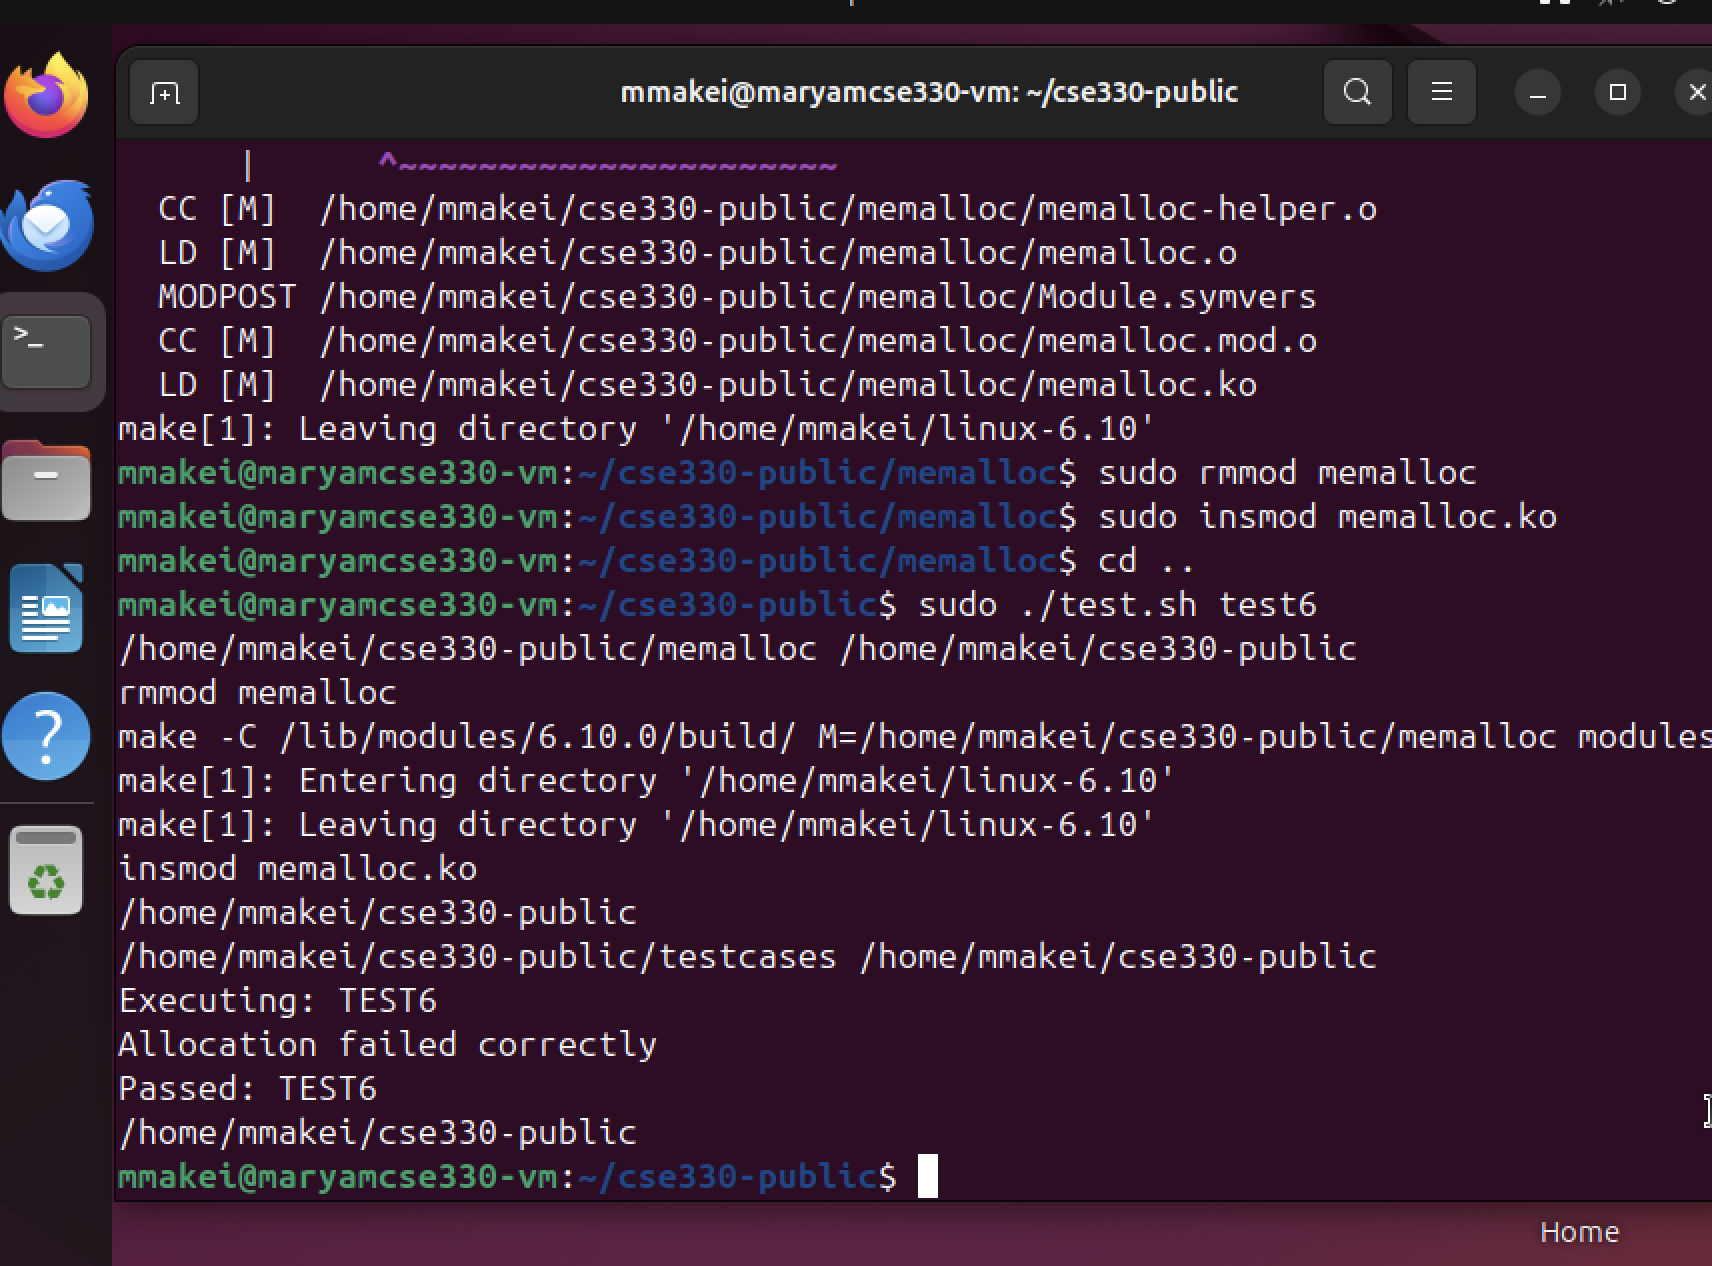 mmakei@maryamcse330-vm: ~/cse330-public
|       ^~~~~~~~~~~~~~~~~~~~~~~
CC [M]  /home/mmakei/cse330-public/memalloc/memalloc-helper.o
LD [M]  /home/mmakei/cse330-public/memalloc/memalloc.o
MODPOST /home/mmakei/cse330-public/memalloc/Module.symvers
CC [M]  /home/mmakei/cse330-public/memalloc/memalloc.mod.o
LD [M]  /home/mmakei/cse330-public/memalloc/memalloc.ko
make[1]: Leaving directory '/home/mmakei/linux-6.10'
mmakei@maryamcse330-vm:~/cse330-public/memalloc$ sudo rmmod memalloc
mmakei@maryamcse330-vm:~/cse330-public/memalloc$ sudo insmod memalloc.ko
mmakei@maryamcse330-vm:~/cse330-public/memalloc$ cd ..
mmakei@maryamcse330-vm:~/cse330-public$ sudo ./test.sh test6
/home/mmakei/cse330-public/memalloc /home/mmakei/cse330-public
rmmod memalloc
make -C /lib/modules/6.10.0/build/ M=/home/mmakei/cse330-public/memalloc modules
make[1]: Entering directory '/home/mmakei/linux-6.10'
make[1]: Leaving directory '/home/mmakei/linux-6.10'
insmod memalloc.ko
/home/mmakei/cse330-public
/home/mmakei/cse330-public/testcases /home/mmakei/cse330-public
Executing: TEST6
Allocation failed correctly
Passed: TEST6
/home/mmakei/cse330-public
mmakei@maryamcse330-vm:~/cse330-public$
Home